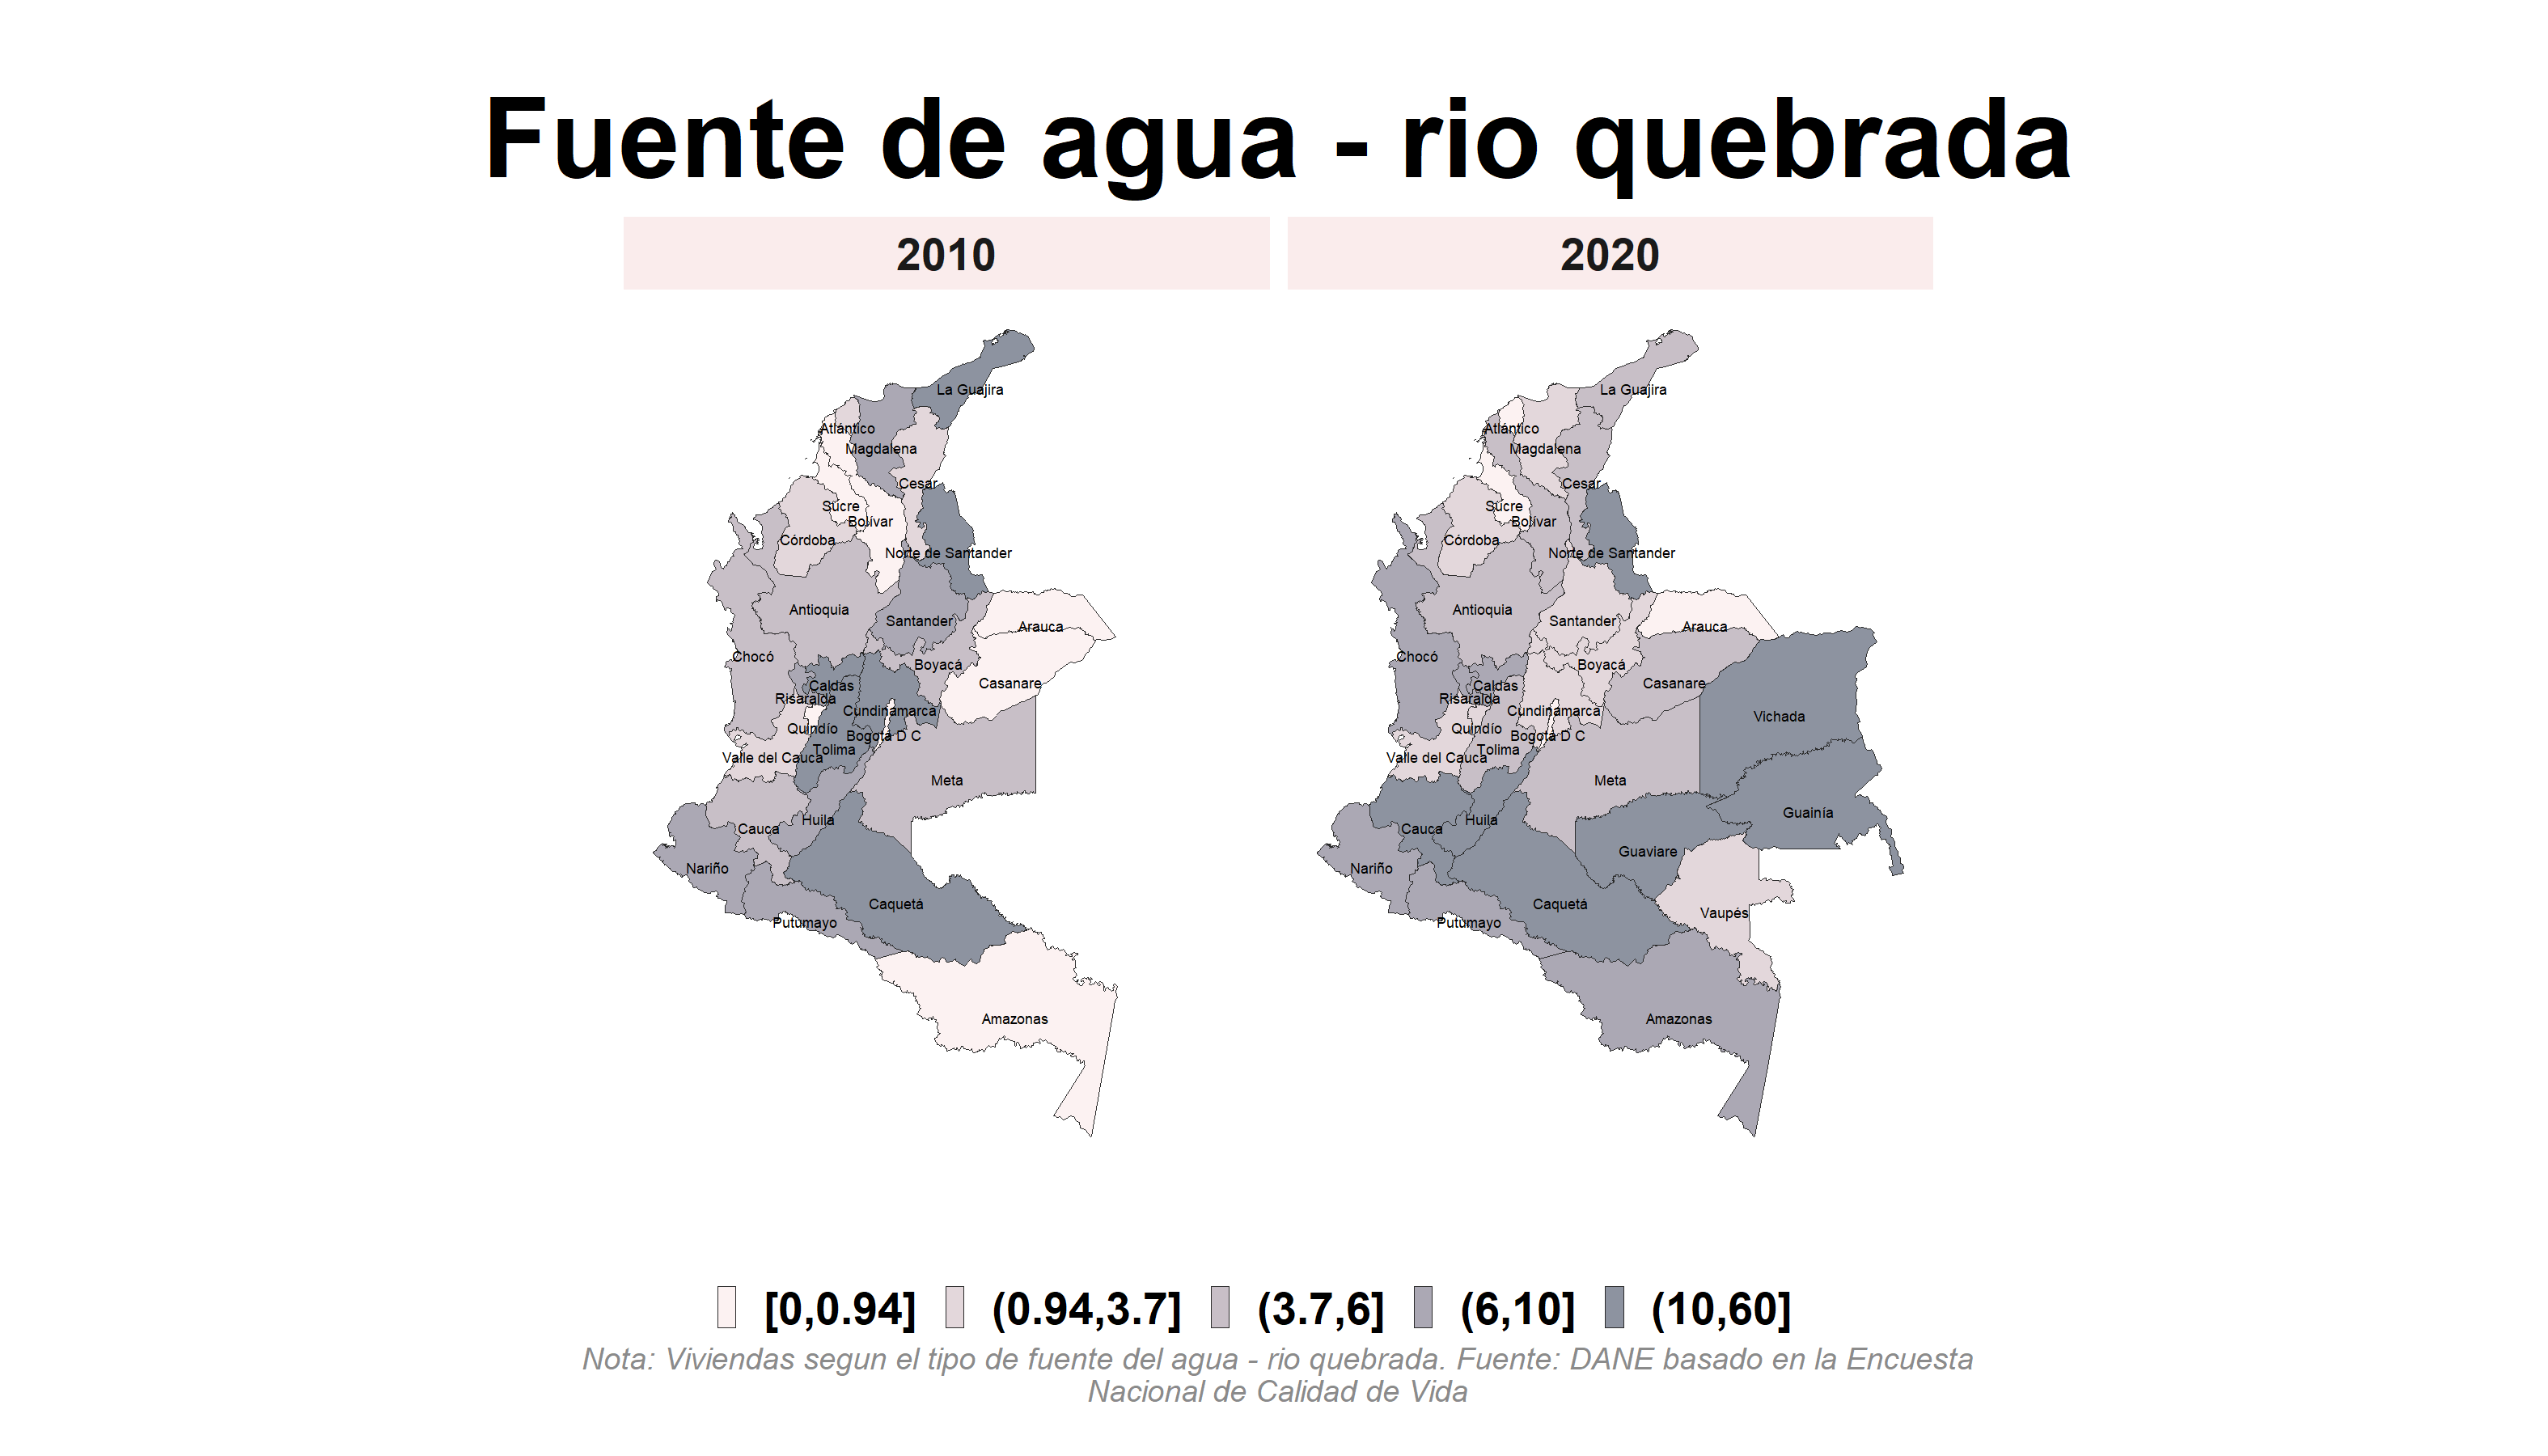 Fuente de agua - rio quebrada
2010
2020
La Guajira
Atlántico
Magdalena
Cesar
Sucre
Bolívar
Córdoba
Norte de Santander
Antioquia
Santander
Arauca
Chocó
Boyacá
Casanare
Caldas
Risaralda
Cundinamarca
Quindío
Bogotá D C
Tolima
Valle del Cauca
Meta
Huila
Cauca
Nariño
Caquetá
Putumayo
Amazonas
La Guajira
Atlántico
Magdalena
Cesar
Sucre
Bolívar
Córdoba
Norte de Santander
Antioquia
Santander
Arauca
Chocó
Boyacá
Casanare
Caldas
Risaralda
Cundinamarca
Vichada
Quindío
Bogotá D C
Tolima
Valle del Cauca
Meta
Guainía
Huila
Cauca
Guaviare
Nariño
Caquetá
Vaupés
Putumayo
Amazonas
[0,0.94] (0.94,3.7] (3.7,6] (6,10] (10,60]
Nota: Viviendas segun el tipo de fuente del agua - rio quebrada. Fuente: DANE basado en la Encuesta
Nacional de Calidad de Vida